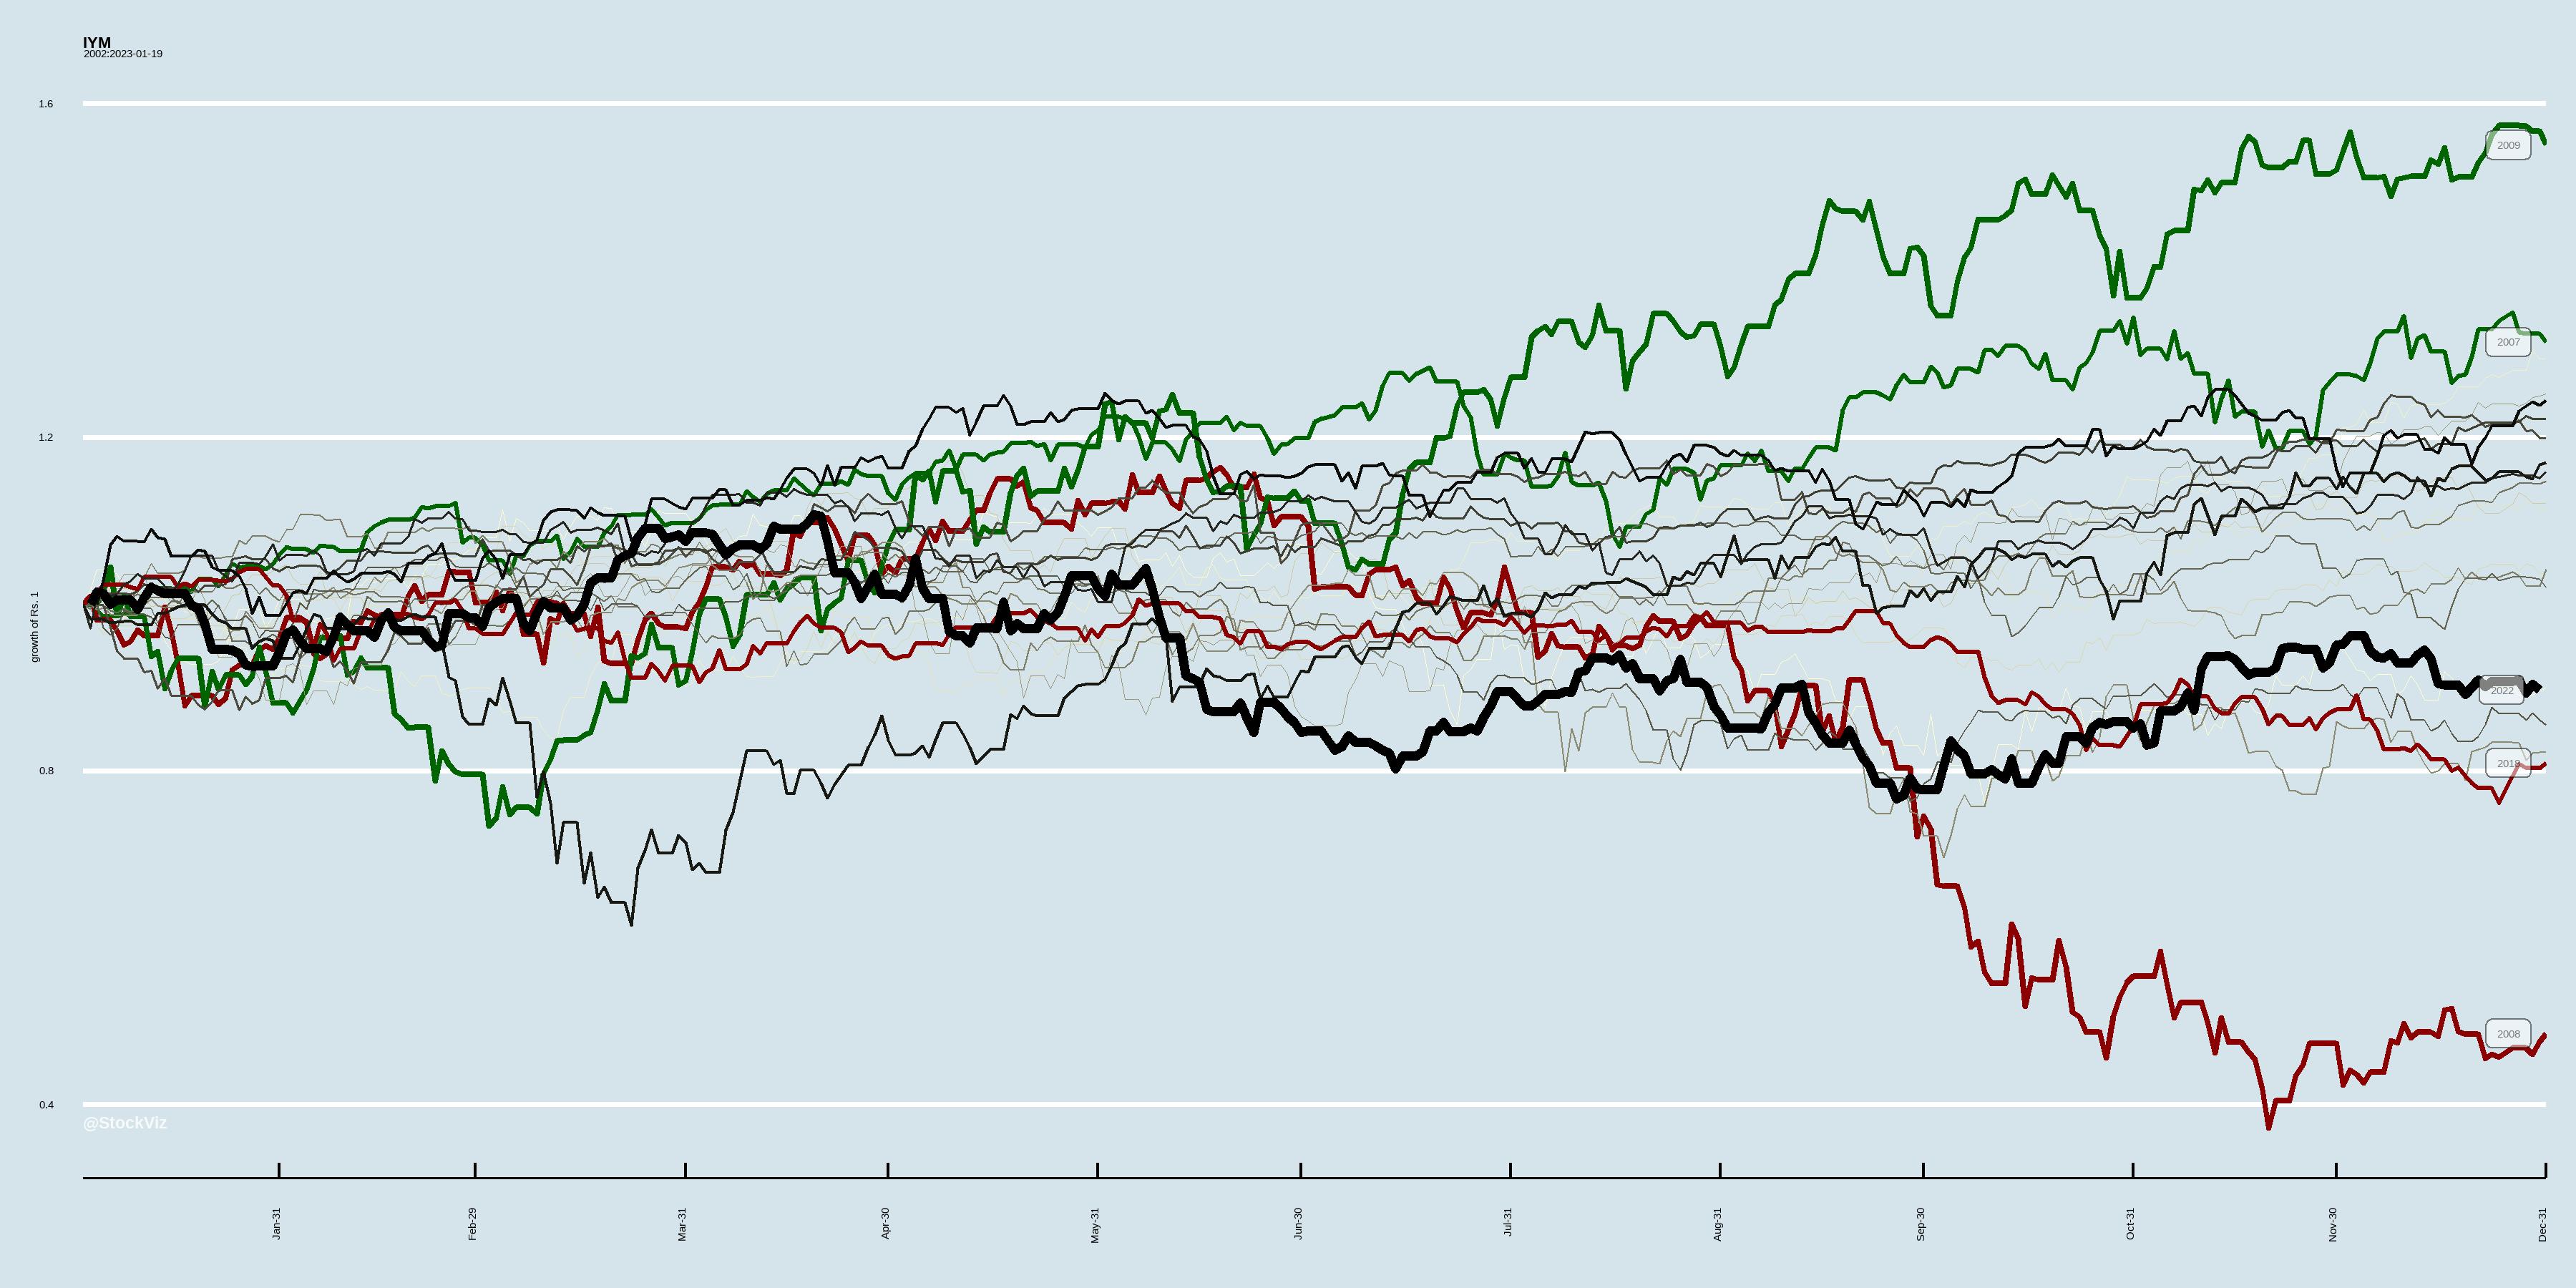 IYM
2002:2023-01-19
1.6
2009
2007
1.2
growth of Rs. 1
2022
0.8
2008
0.4
@StockViz
Jan-31
Feb-29
Mar-31
Apr-30
May-31
Jun-30
Jul-31
Aug-31
Sep-30
Oct-31
Nov-30
Dec-31